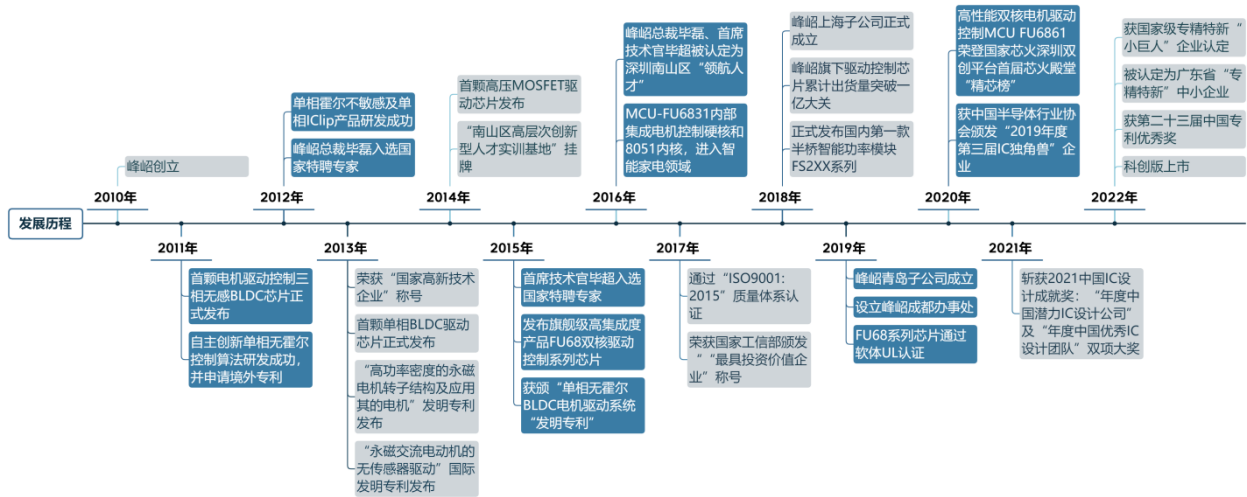 发展历程
2010年
峰岹创立
2011年
首颗电机驱动控制三
相无感BLDC芯片正
式发布
自主创新单相无霍尔
控制算法研发成功，
并申请境外专利
2012年
单相霍尔不敏感及单
相IClip产品研发成功
峰岹总裁毕磊入选国
家特聘专家
2013年
荣获“国家高新技术
企业”称号
首颗单相BLDC驱动
芯片正式发布
“高功率密度的永磁
电机转子结构及应用
其的电机”发明专利
发布
“永磁交流电动机的
无传感器驱动”国际
发明专利发布
2014年
首颗高压MOSFET驱
动芯片发布
“南山区高层次创新
型人才实训基地”挂
牌
2015年
首席技术官毕超入选
国家特聘专家
发布旗舰级高集成度
产品FU68双核驱动
控制系列芯片
获颁“单相无霍尔
BLDC电机驱动系统
“发明专利”
2016年
峰岹总裁毕磊、首席
技术官毕超被认定为
深圳南山区“领航人
才”
MCU-FU6831内部
集成电机控制硬核和
8051内核，进入智
能家电领域
2017年
通过“ISO9001：
2015”质量体系认
证
荣获国家工信部颁发
““最具投资价值企
业”称号
2018年
峰岹上海子公司正式
成立
峰岹旗下驱动控制芯
片累计出货量突破一
亿大关
正式发布国内第一款
半桥智能功率模块
FS2XX系列
2019年
峰岹青岛子公司成立
设立峰岹成都办事处
FU68系列芯片通过
软体UL认证
2020年
高性能双核电机驱动
控制MCU FU6861
荣登国家芯火深圳双
创平台首届芯火殿堂
“精芯榜”
获中国半导体行业协
会颁发“2019年度
第三届IC独角兽”企
业
2021年
斩获2021中国IC设
计成就奖：“年度中
国潜力IC设计公司”
及“年度中国优秀IC
设计团队”双项大奖
2022年
获国家级专精特新“
小巨人”企业认定
被认定为广东省“专
精特新”中小企业
获第二十三届中国专
利优秀奖
科创版上市